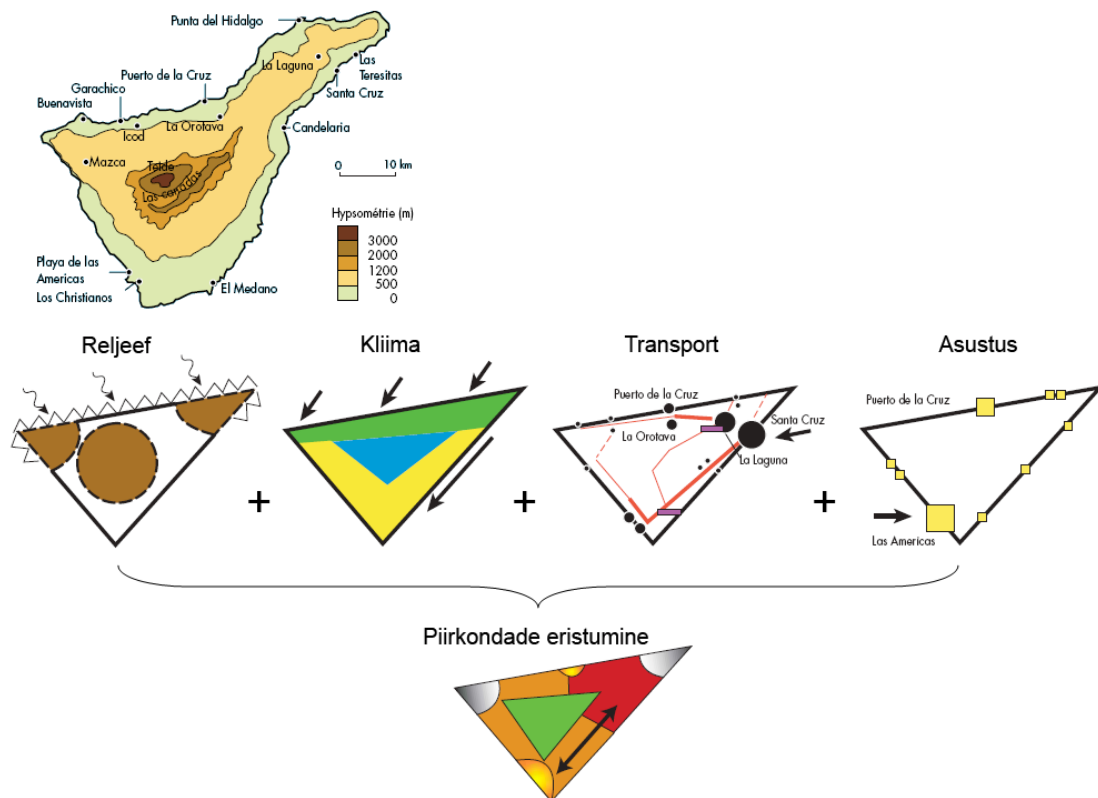 Punta del Hidalgo
La Laguna
Las
Teresitas
Puerto de la Cruz
Santa Cruz
Garachico
Buenavista
La Orotava
Candelaria
Icod
Mazca
Teide
Las canadas
0 10 km
Hypsométrie (m)
3000
2000
1200
500
0
Playa de las
Americas
Los Christianos
El Medano
Reljeef
Kliima
Transport
Asustus
Puerto de la Cruz
Santa Cruz
La Orotava
La Laguna
Puerto de la Cruz
Las Americas
+
+
+
Piirkondade eristumine